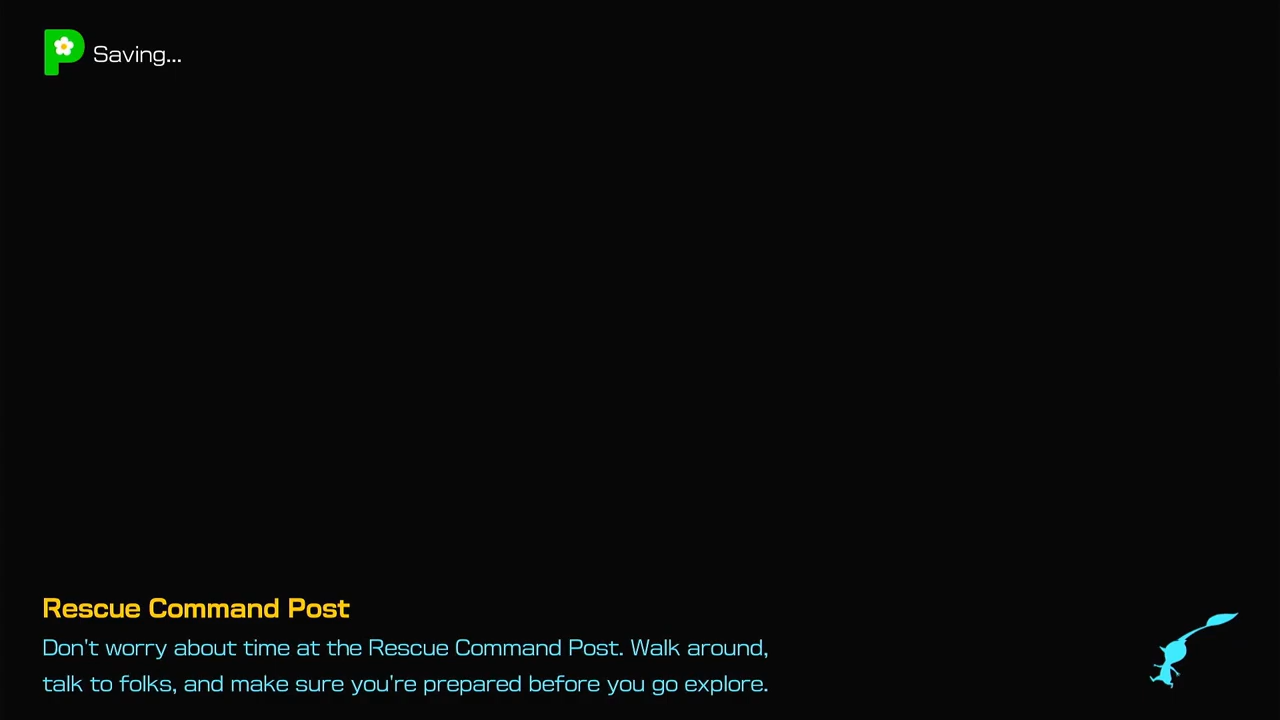 Saving...
Rescue Command Post
Don't worry about time at the Rescue Command Post. Walk around,
talk to folks, and make sure you're prepared before you go explore.